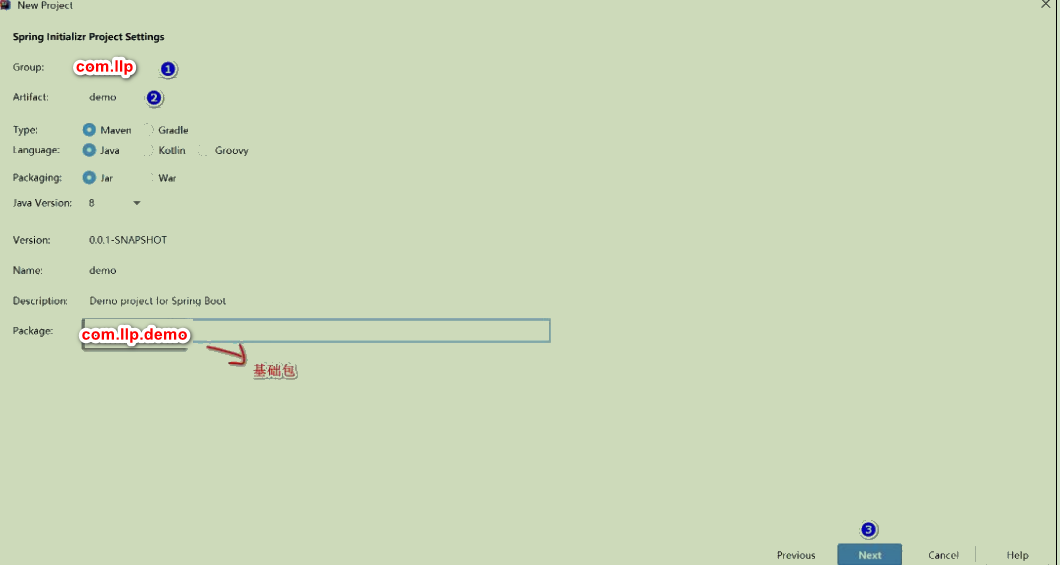 New Project
Spring Initializr Project Settings
Group: com.llp 1
Artifact: demo 2
Type: Maven Gradle
Language: Java Kotlin Groovy
Packaging: Jar War
Java Version: 8
Version: 0.0.1-SNAPSHOT
Name: demo
Description: Demo project for Spring Boot
Package: com.llp.demo
基础包
3
Previous Next Cancel Help